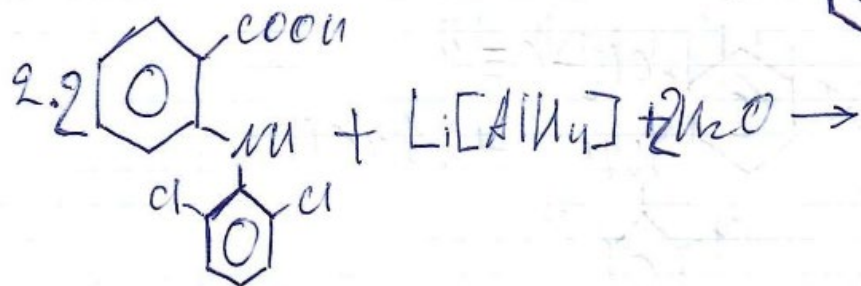 COOH
2.2 NH + Li[AlH₄] + 2H₂O →
Cl Cl